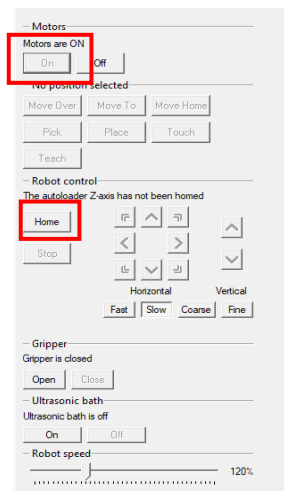 Motors
Motors are ON
On Off
No position selected
Move Over Move To Move Home
Pick Place Touch
Teach
Robot control
The autoloader Z-axis has not been homed
Home
Stop
Horizontal Vertical
Fast Slow Coarse Fine
Gripper
Gripper is closed
Open Close
Ultrasonic bath
Ultrasonic bath is off
On Off
Robot speed
120%